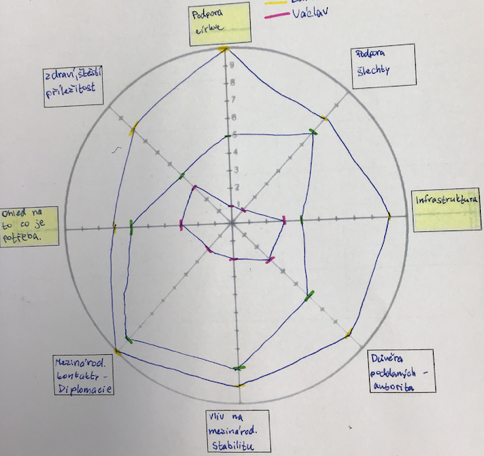 Václav
Podpora
církve
Podpora
šlechty
zdraví, štěstí
příležitost
9
8
7
6
5
4
3
2
1
Infrastruktura
Ohled na
to co je
potřeba.
Mezinárod.
kontakty -
Diplomacie
Důvěra
poddaných -
autorita
vliv na
mezinárod.
Stabilitu